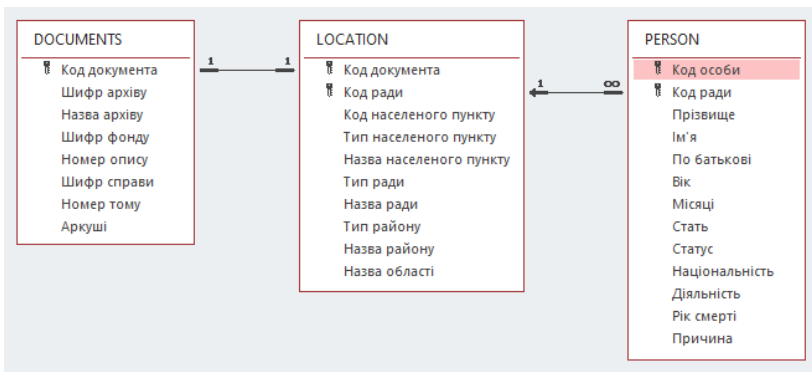 DOCUMENTS
Код документа
Шифр архіву
Назва архіву
Шифр фонду
Номер опису
Шифр справи
Номер тому
Аркуші
1 1
LOCATION
Код документа
Код ради
Код населеного пункту
Тип населеного пункту
Назва населеного пункту
Тип ради
Назва ради
Тип району
Назва району
Назва області
1 ∞
PERSON
Код особи
Код ради
Прізвище
Ім'я
По батькові
Вік
Місяці
Стать
Статус
Національність
Діяльність
Рік смерті
Причина